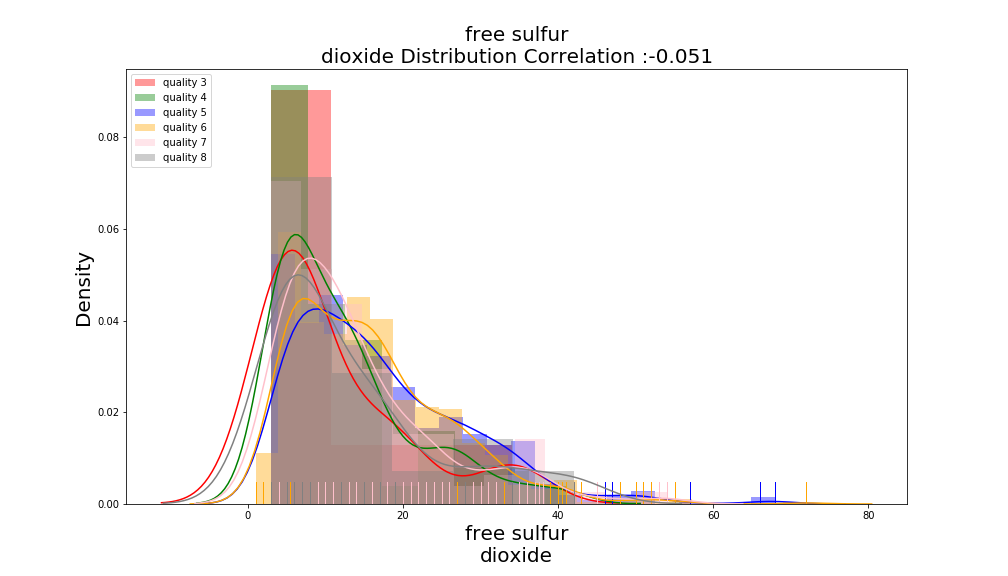 free sulfur
dioxide Distribution Correlation :-0.051
quality 3
quality 4
quality 5
quality 6
quality 7
quality 8
Density
0.08
0.06
0.04
0.02
0.00
0
20
40
60
80
free sulfur
dioxide